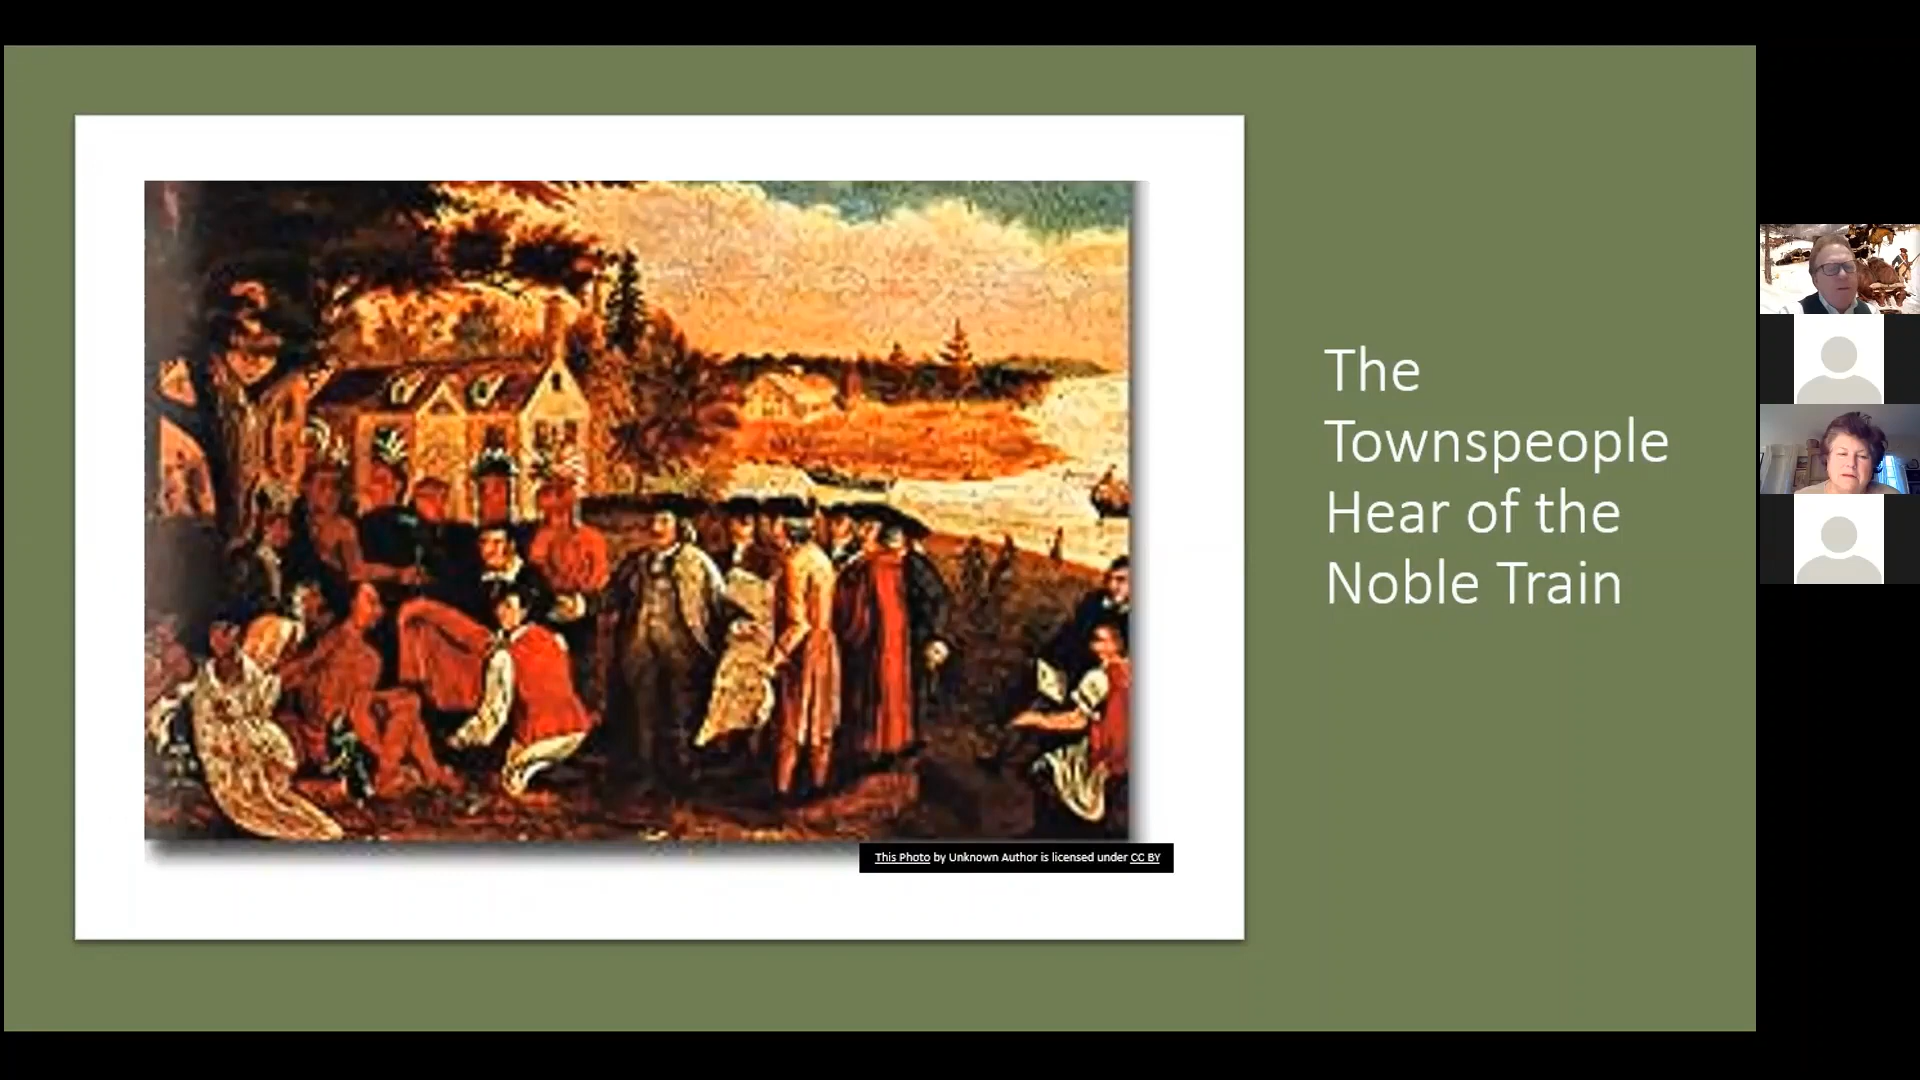 The
Townspeople
Hear of the
Noble Train
This Photo by Unknown Author is licensed under CC BY